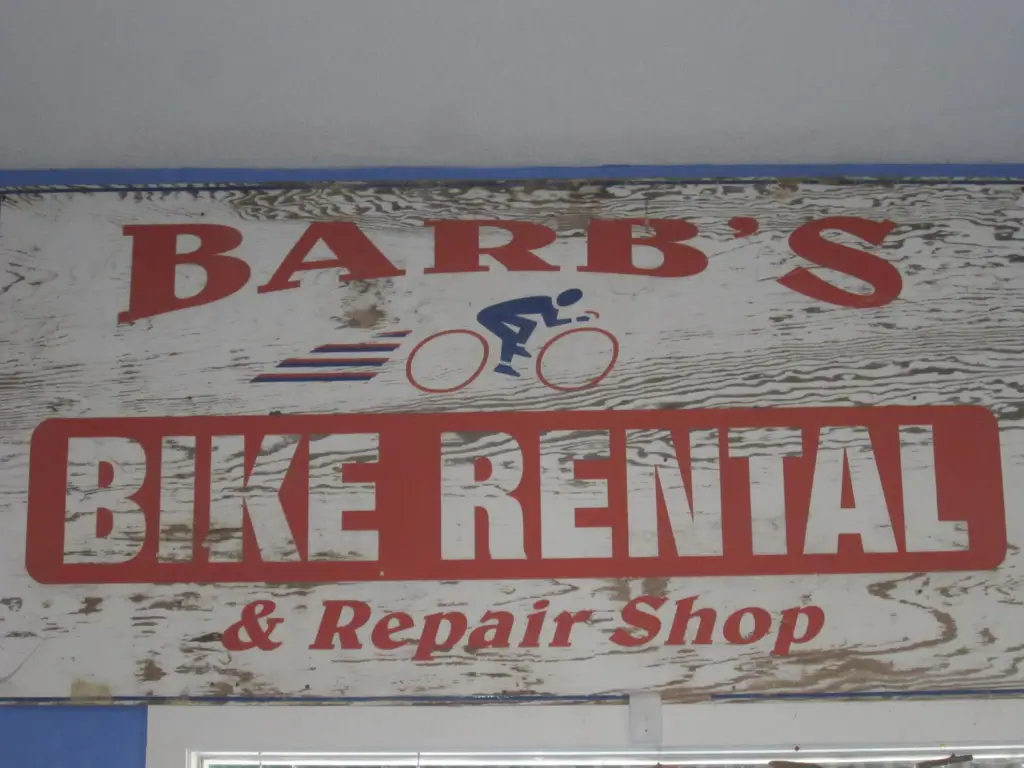 BARB'S
BIKE RENTAL
& Repair Shop